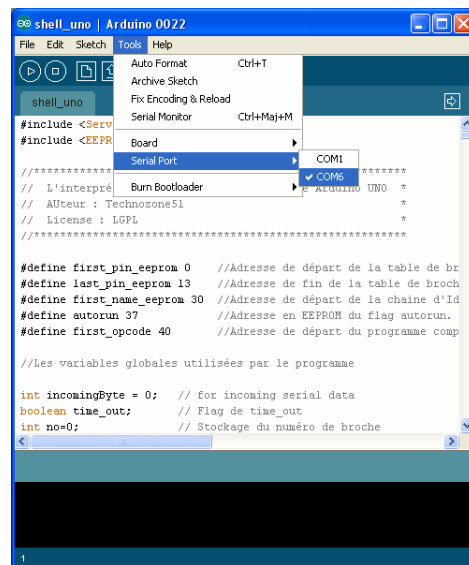 shell_uno | Arduino 0022
File Edit Sketch Tools Help
Auto Format Ctrl+T
Archive Sketch
Fix Encoding & Reload
Serial Monitor Ctrl+Maj+M
Board
Serial Port
Burn Bootloader
COM1
COM6
shell_uno
#include <Serv
#include <EEPR
//*****
// L'interpré Arduino UNO *
// AUteur : Technozone51 *
// License : LGPL *
//*********************************************************
#define first_pin_eeprom 0 //Adresse de départ de la table de br
#define last_pin_eeprom 13 //Adresse de fin de la table de broch
#define first_name_eeprom 30 //Adresse de départ de la chaine d'Id
#define autorun 37 //Adresse en EEPROM du flag autorun.
#define first_opcode 40 //Adresse de départ du programme comp
//Les variables globales utilisées par le programme
int incomingByte = 0; // for incoming serial data
boolean time_out; // Flag de time_out
int no=0; // Stockage du numéro de broche
1